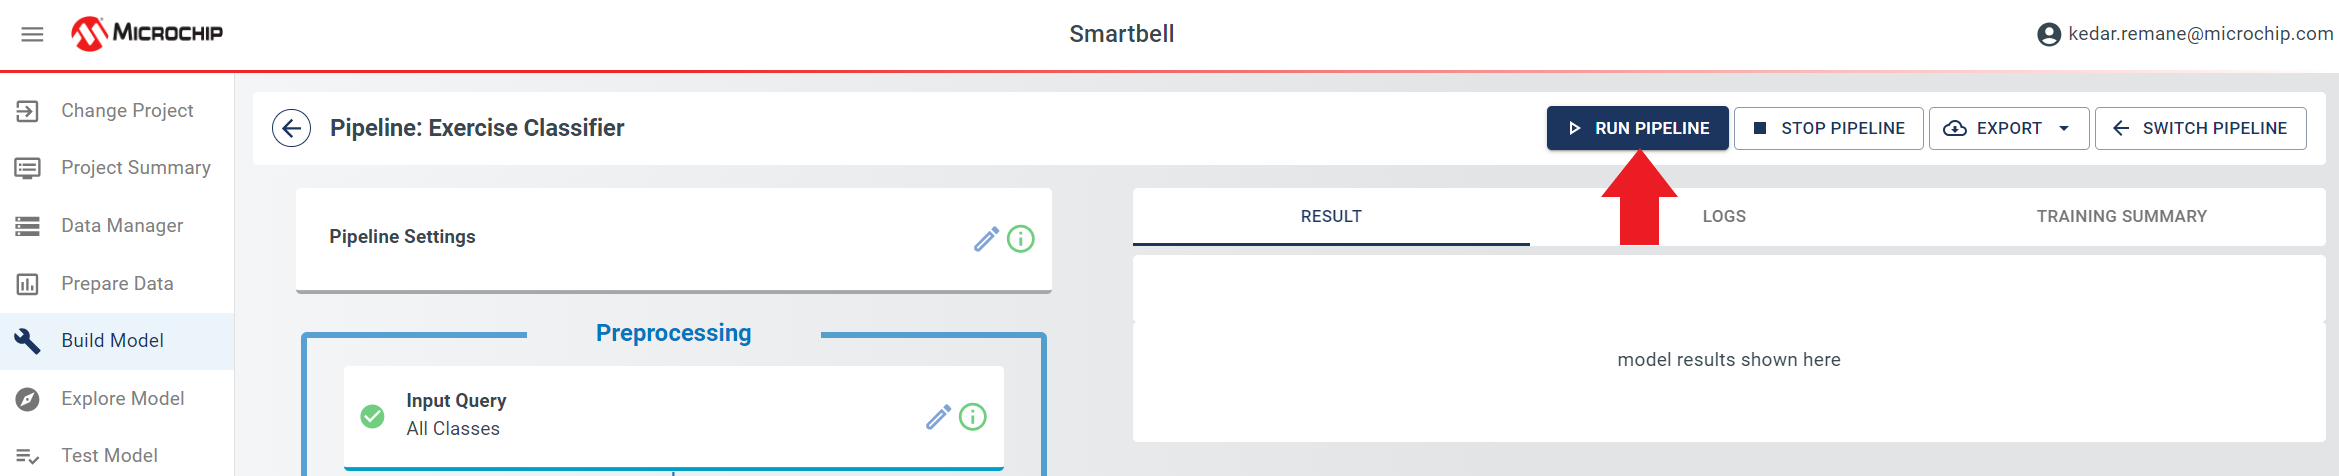 MICROCHIP
Smartbell
kedar.remane@microchip.com
Change Project
Project Summary
Data Manager
Prepare Data
Build Model
Explore Model
Test Model
Pipeline: Exercise Classifier
RUN PIPELINE
STOP PIPELINE
EXPORT
SWITCH PIPELINE
Pipeline Settings
Preprocessing
Input Query
All Classes
RESULT
LOGS
TRAINING SUMMARY
model results shown here